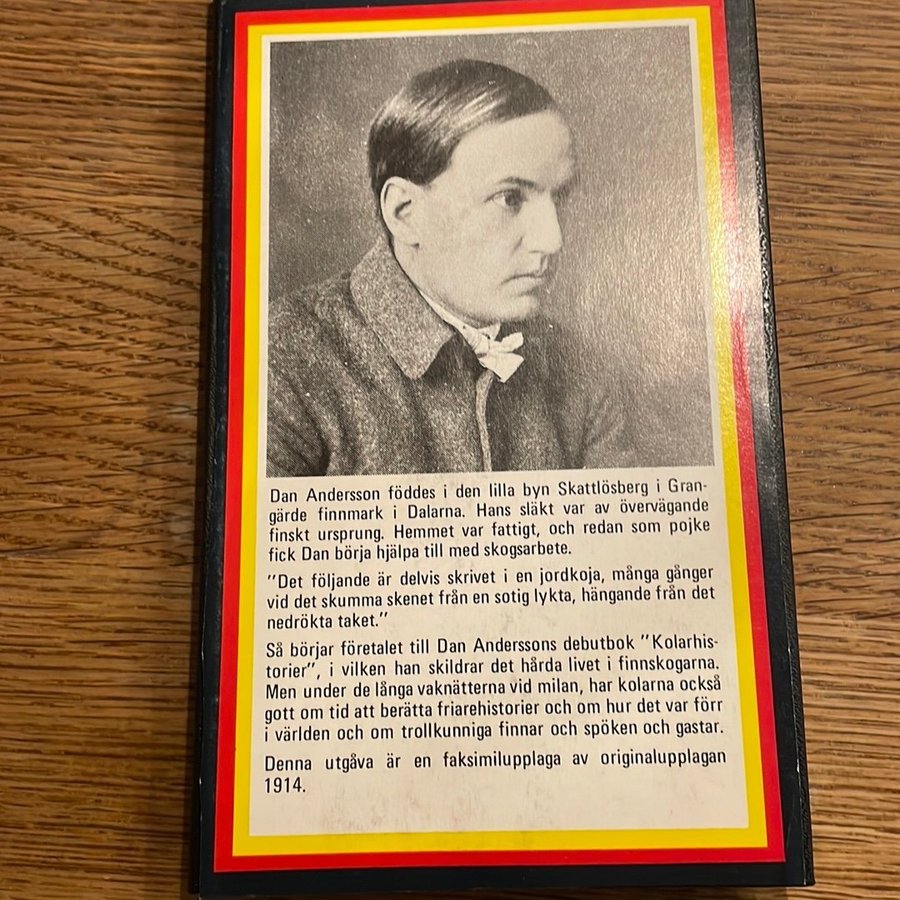 Dan Andersson föddes i den lilla byn Skattlösberg i Gran-
gärde finnmark i Dalarna. Hans släkt var av övervägande
finskt ursprung. Hemmet var fattigt, och redan som pojke
fick Dan börja hjälpa till med skogsarbete.
"Det följande är delvis skrivet i en jordkoja, många gånger
vid det skumma skenet från en sotig lykta, hängande från det
nedrökta taket."
Så börjar företalet till Dan Anderssons debutbok "Kolarhis-
torier", i vilken han skildrar det hårda livet i finnskogarna.
Men under de långa vaknätterna vid milan, har kolarna också
gott om tid att berätta friarehistorier och om hur det var förr
i världen och om trollkunniga finnar och spöken och gastar.
Denna utgåva är en faksimilupplaga av originalupplagan
1914.